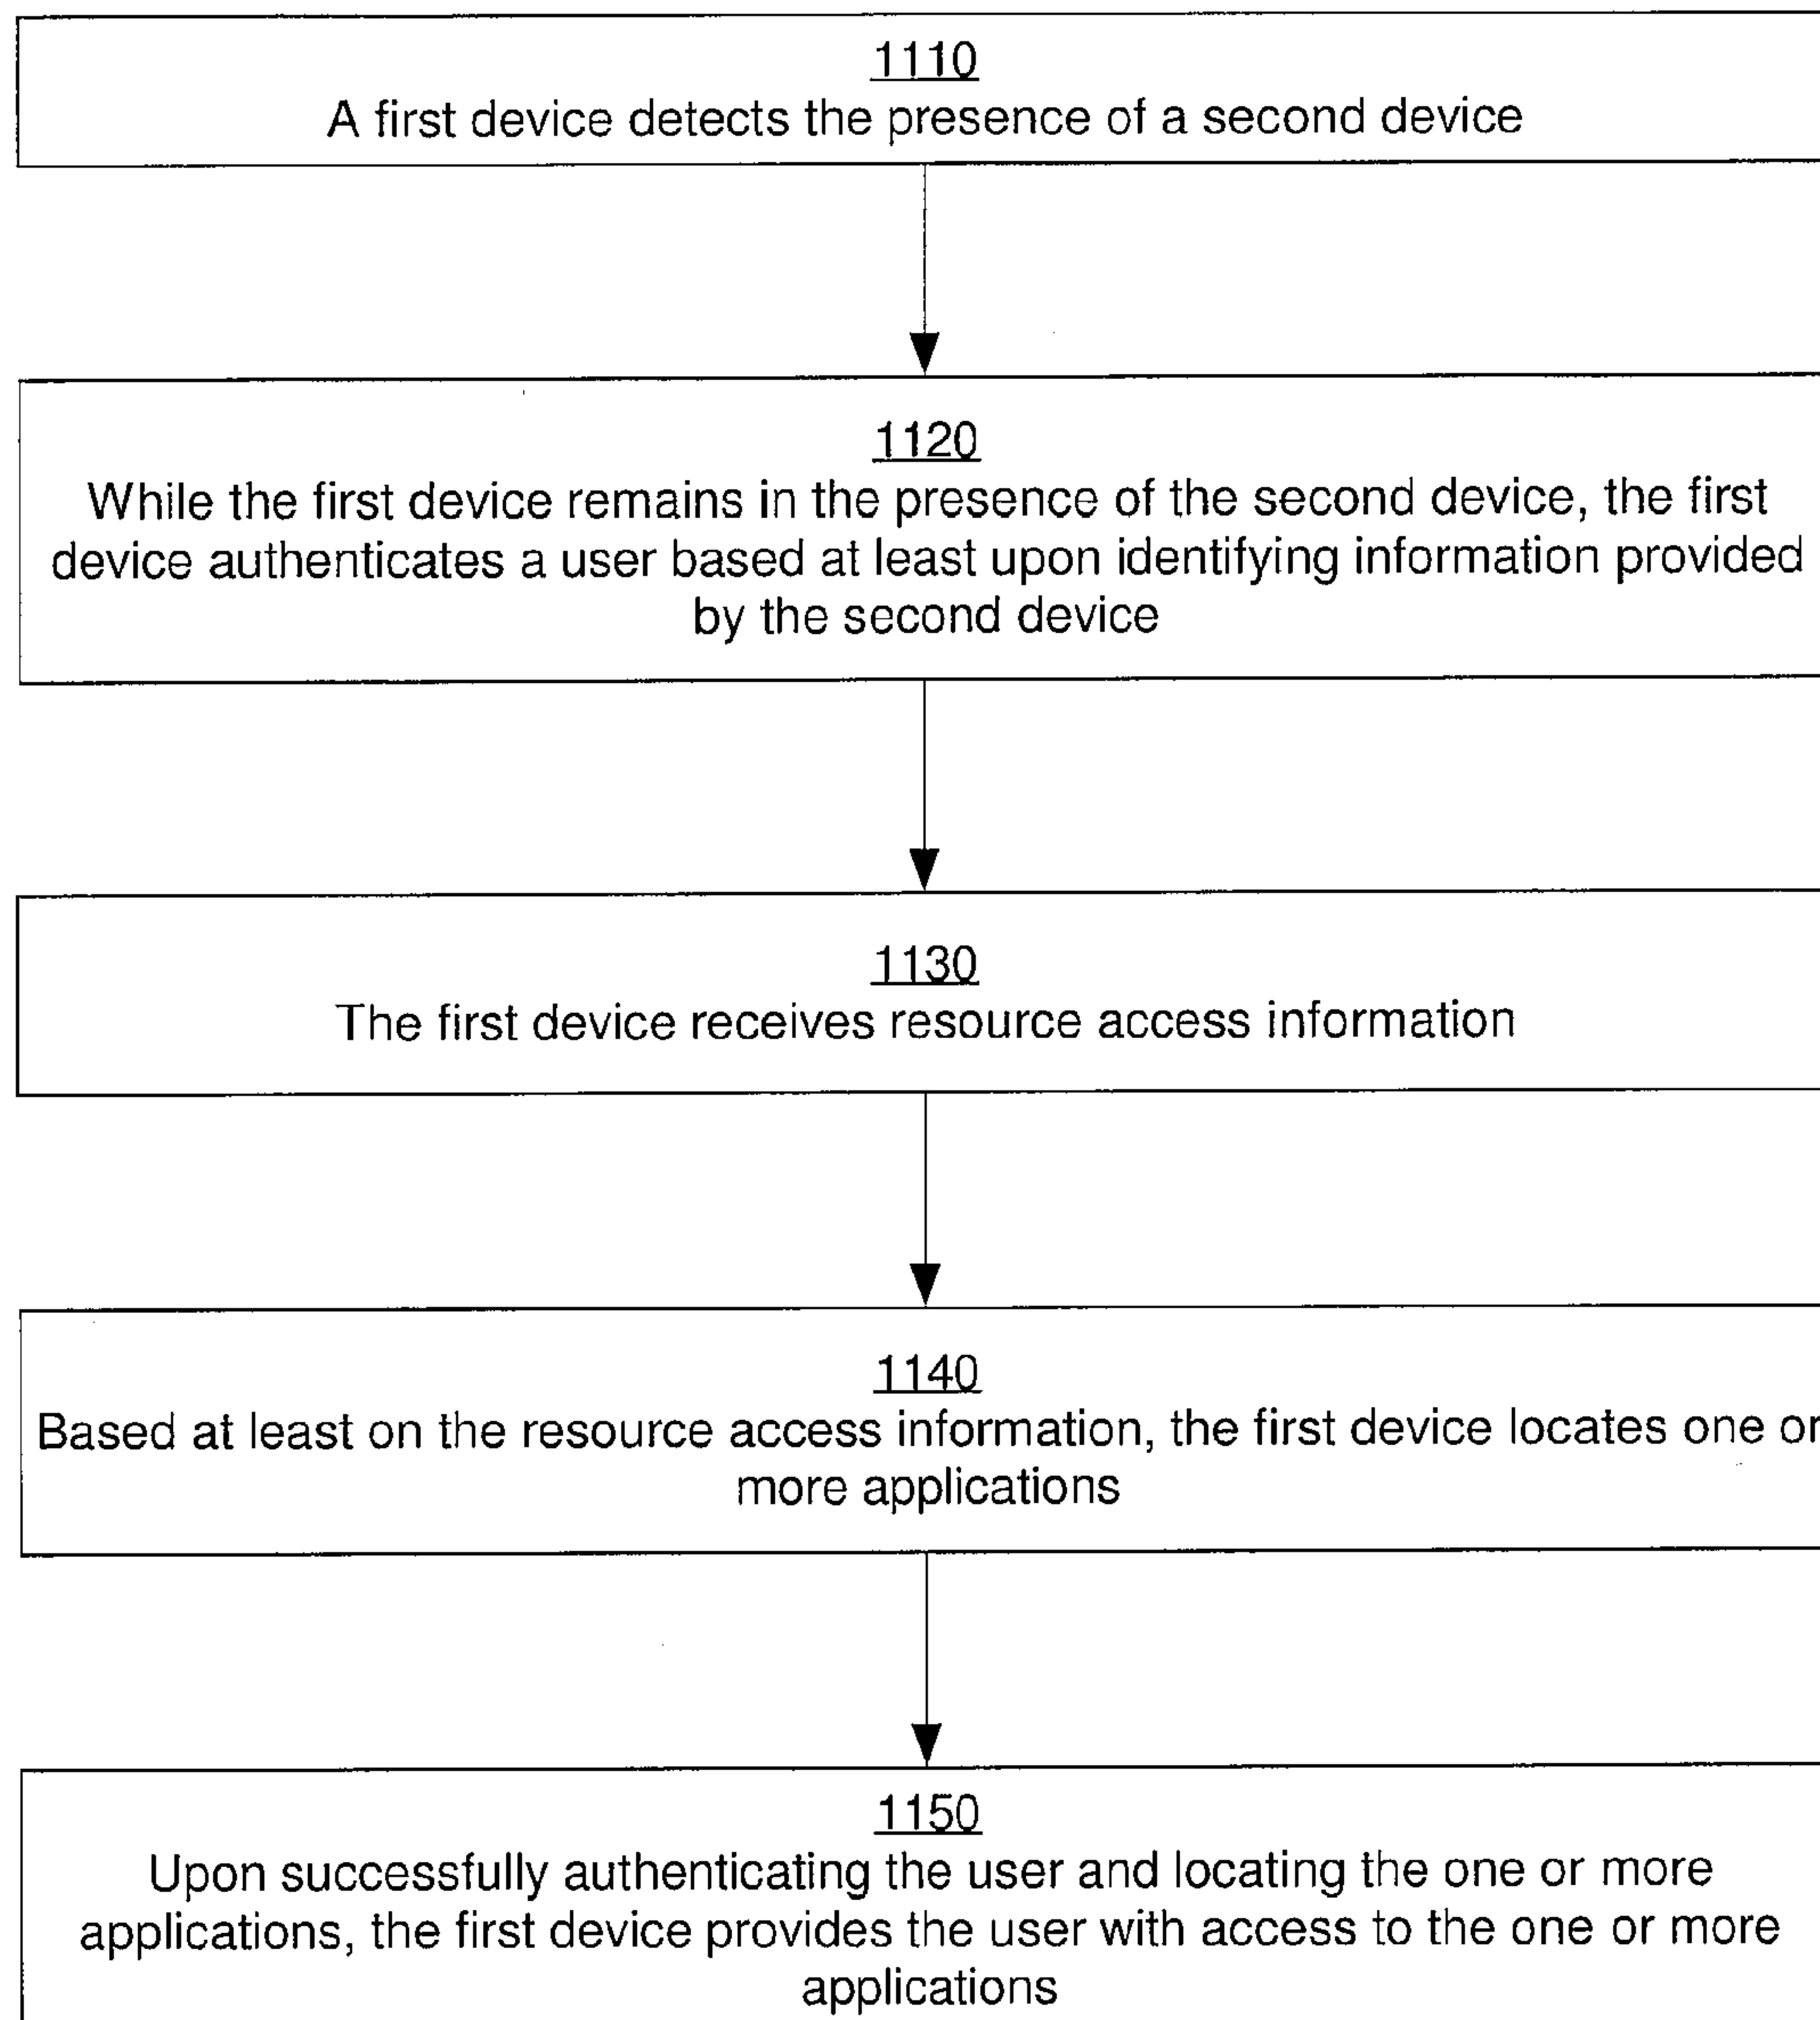 1110
A first device detects the presence of a second device
1120
While the first device remains in the presence of the second device, the first
device authenticates a user based at least upon identifying information provided
by the second device
1130
The first device receives resource access information
1140
Based at least on the resource access information, the first device locates one or
more applications
1150
Upon successfully authenticating the user and locating the one or more
applications, the first device provides the user with access to the one or more
applications